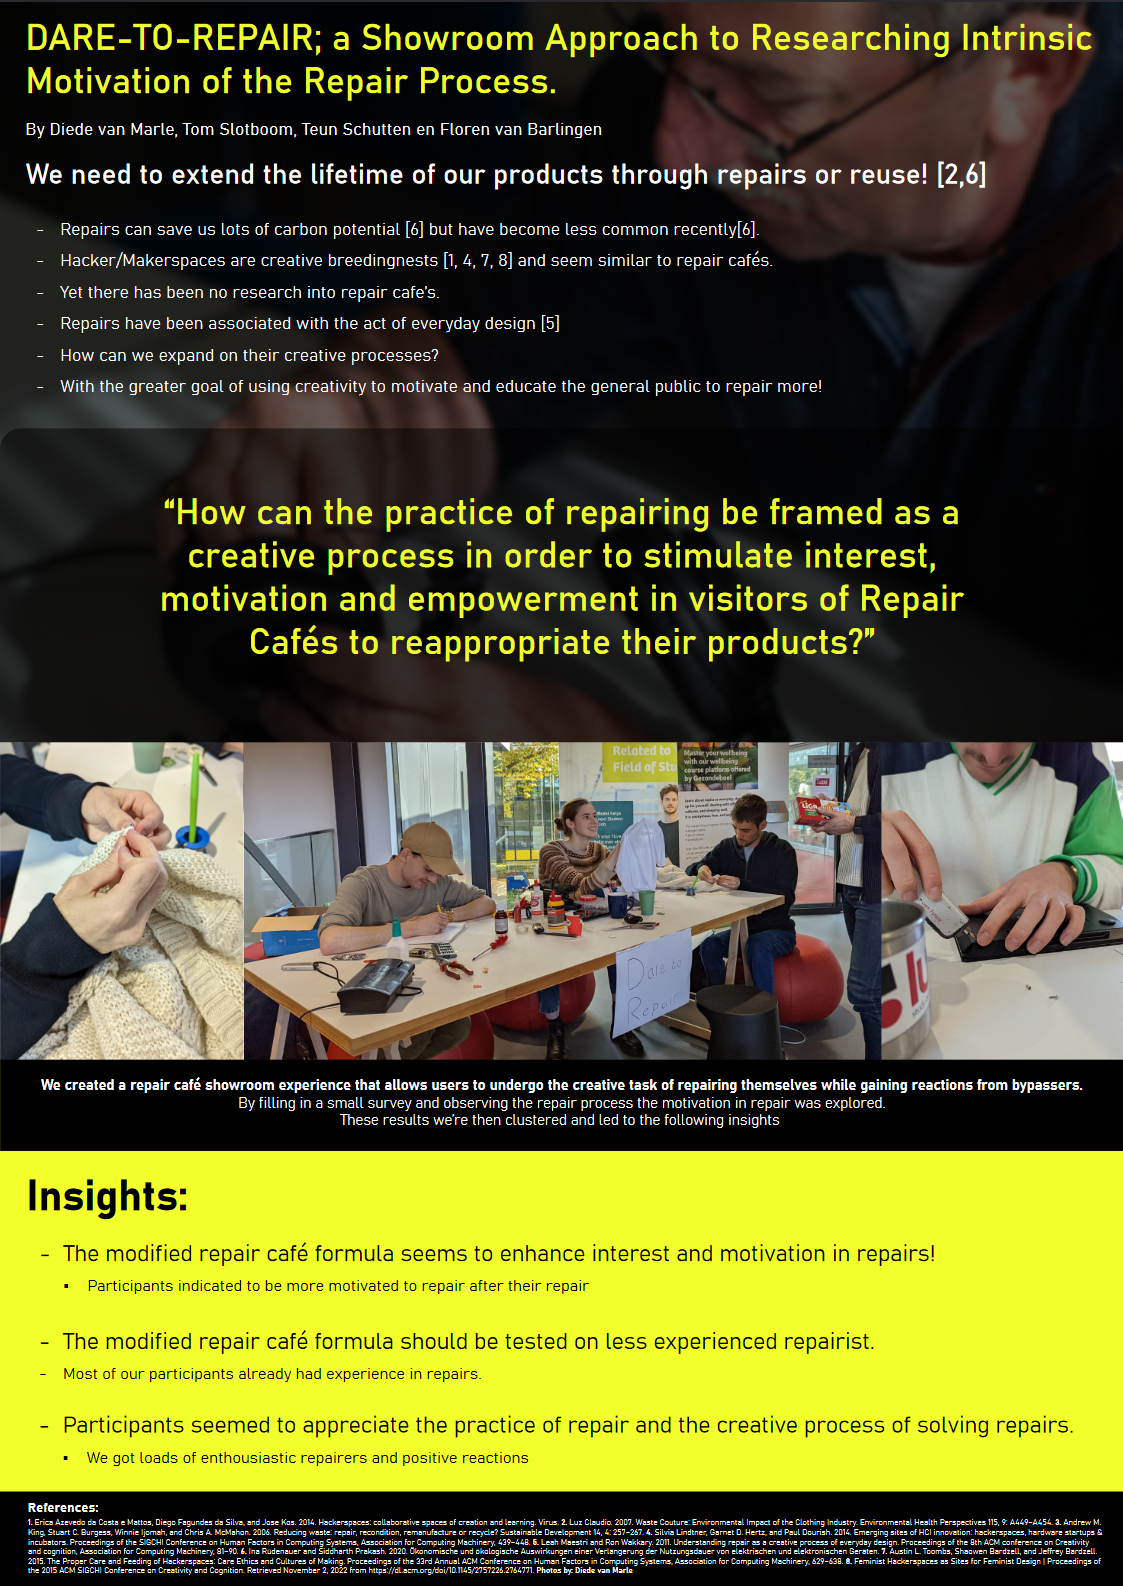 DARE-TO-REPAIR; a Showroom Approach to Researching Intrinsic
Motivation of the Repair Process.
By Diede van Marle, Tom Slotboom, Teun Schutten en Floren van Barlingen
We need to extend the lifetime of our products through repairs or reuse! [2,6]
- Repairs can save us lots of carbon potential [6] but have become less common recently[6].
- Hacker/Makerspaces are creative breedingnests [1, 4, 7, 8] and seem similar to repair cafés.
- Yet there has been no research into repair cafe's.
- Repairs have been associated with the act of everyday design [5]
- How can we expand on their creative processes?
- With the greater goal of using creativity to motivate and educate the general public to repair more!
“How can the practice of repairing be framed as a
creative process in order to stimulate interest,
motivation and empowerment in visitors of Repair
Cafés to reappropriate their products?”
Related to
Field of Stu
Master your wellbeing
with our wellbeing
course platform offered
by Gezondeboel
Liga
Dare to
Repair
.lu
We created a repair café showroom experience that allows users to undergo the creative task of repairing themselves while gaining reactions from bypassers.
By filling in a small survey and observing the repair process the motivation in repair was explored.
These results we're then clustered and led to the following insights
Insights:
- The modified repair café formula seems to enhance interest and motivation in repairs!
▪ Participants indicated to be more motivated to repair after their repair
- The modified repair café formula should be tested on less experienced repairist.
- Most of our participants already had experience in repairs.
- Participants seemed to appreciate the practice of repair and the creative process of solving repairs.
▪ We got loads of enthousiastic repairers and positive reactions
References:
1. Erica Azevedo da Costa e Mattos, Diego Fagundes da Silva, and Jose Kos. 2014. Hackerspaces: collaborative spaces of creation and learning. Virus. 2. Luz Claudio. 2007. Waste Couture: Environmental Impact of the Clothing Industry. Environmental Health Perspectives 115, 9: A449–A454. 3. Andrew M.
King, Stuart C. Burgess, Winnie Ijomah, and Chris A. McMahon. 2006. Reducing waste: repair, recondition, remanufacture or recycle? Sustainable Development 14, 4: 257–267. 4. Silvia Lindtner, Garnet D. Hertz, and Paul Dourish. 2014. Emerging sites of HCI innovation: hackerspaces, hardware startups &
incubators. Proceedings of the SIGCHI Conference on Human Factors in Computing Systems, Association for Computing Machinery, 439–448. 5. Leah Maestri and Ron Wakkary. 2011. Understanding repair as a creative process of everyday design. Proceedings of the 8th ACM conference on Creativity
and cognition, Association for Computing Machinery, 81–90. 6. Ina Rüdenauer and Siddharth Prakash. 2020. Ökonomische und ökologische Auswirkungen einer Verlängerung der Nutzungsdauer von elektrischen und elektronischen Geräten. 7. Austin L. Toombs, Shaowen Bardzell, and Jeffrey Bardzell.
2015. The Proper Care and Feeding of Hackerspaces: Care Ethics and Cultures of Making. Proceedings of the 33rd Annual ACM Conference on Human Factors in Computing Systems, Association for Computing Machinery, 629–638. 8. Feminist Hackerspaces as Sites for Feminist Design | Proceedings of
the 2015 ACM SIGCHI Conference on Creativity and Cognition. Retrieved November 2, 2022 from https://dl.acm.org/doi/10.1145/2757226.2764771. Photos by: Diede van Marle